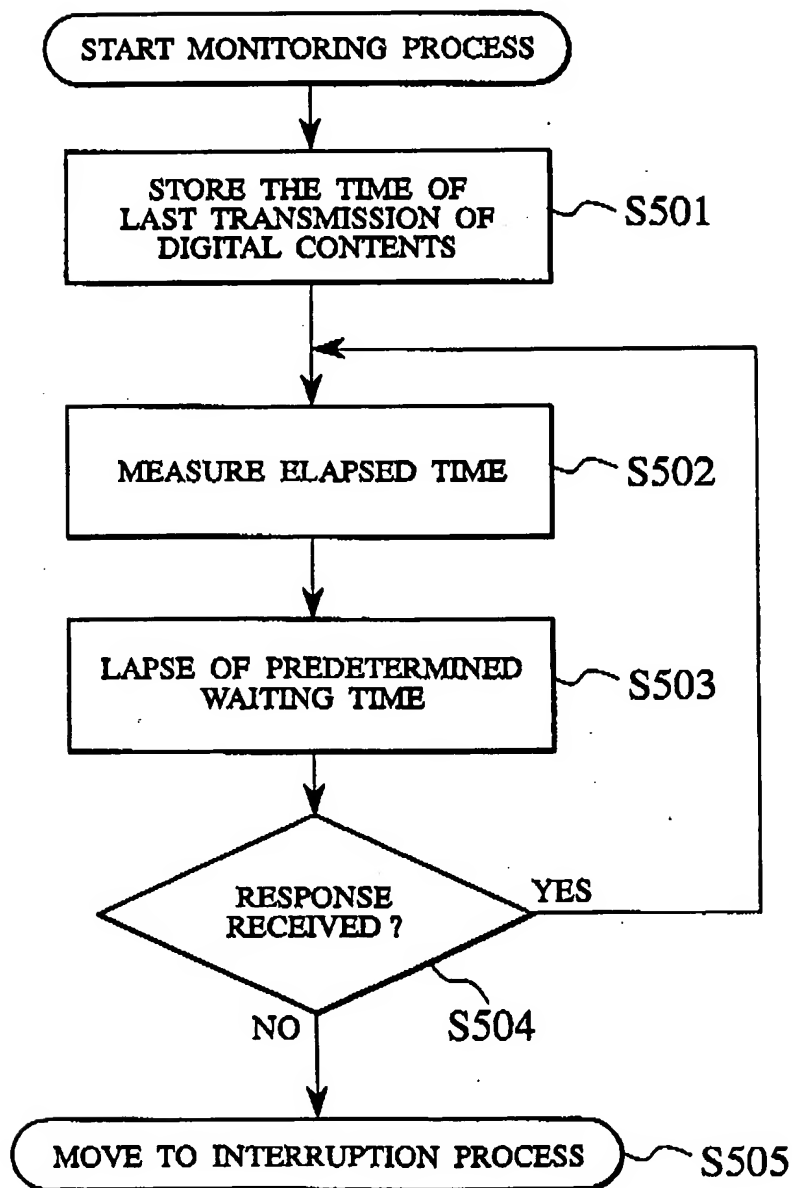 START MONITORING PROCESS
STORE THE TIME OF
LAST TRANSMISSION OF
DIGITAL CONTENTS
S501
MEASURE ELAPSED TIME
S502
LAPSE OF PREDETERMINED
WAITING TIME
S503
RESPONSE
RECEIVED ?
YES
S504
NO
MOVE TO INTERRUPTION PROCESS
S505